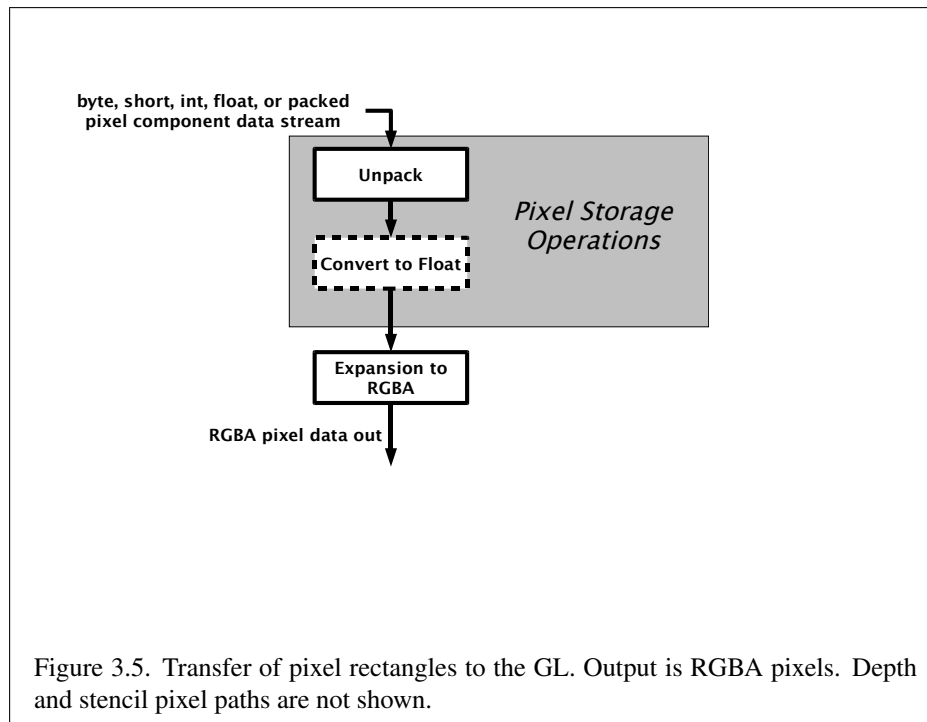 byte, short, int, float, or packed
pixel component data stream
Unpack
Pixel Storage
Operations
Convert to Float
Expansion to
RGBA
RGBA pixel data out
Figure 3.5. Transfer of pixel rectangles to the GL. Output is RGBA pixels. Depth
and stencil pixel paths are not shown.